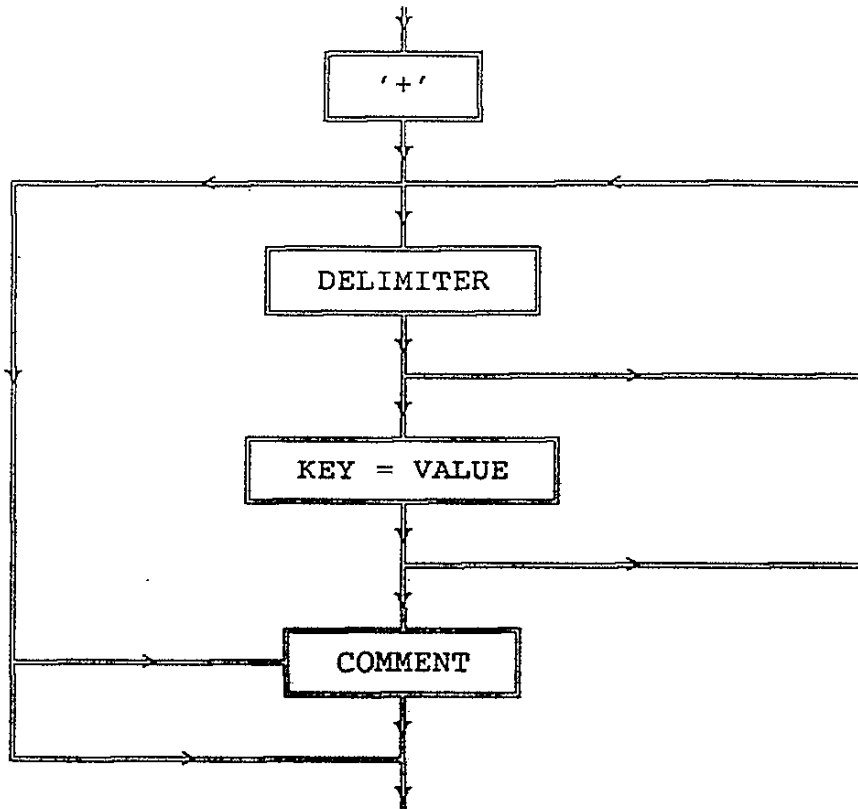 '+'
DELIMITER
KEY = VALUE
COMMENT